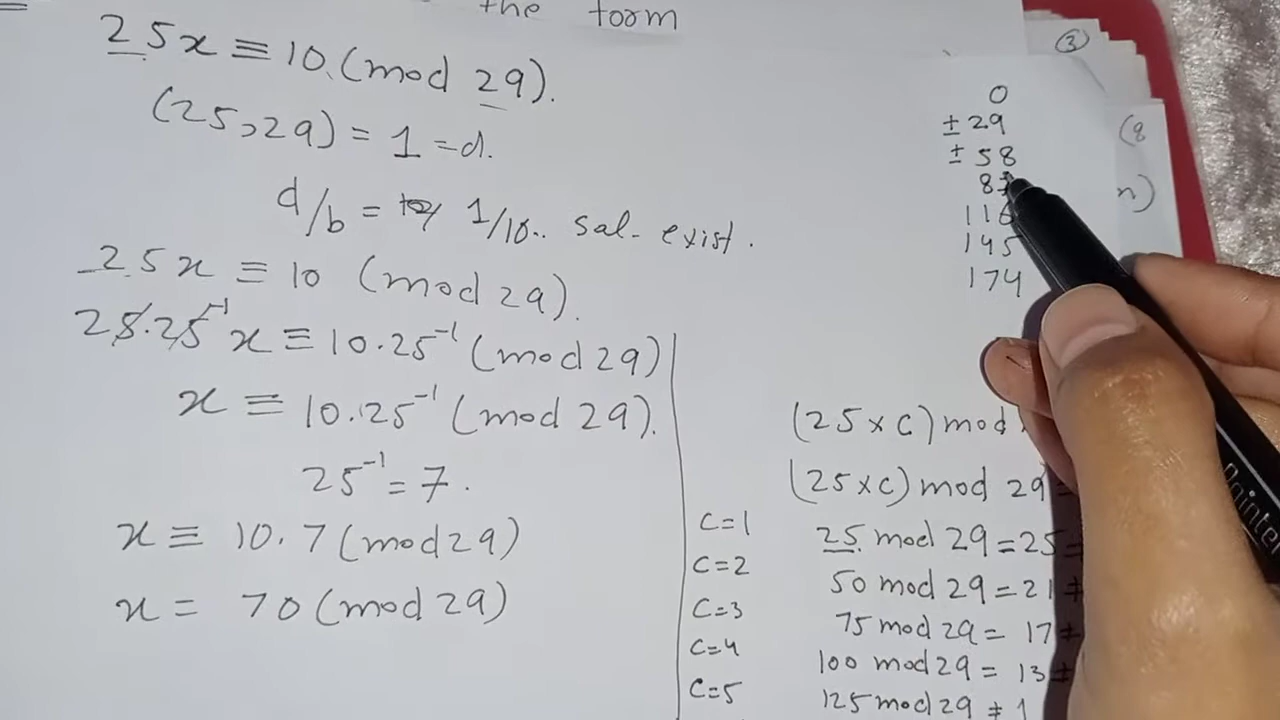 the form
25x ≡ 10 (mod 29).
(25,29) = 1 = d.
d/b = 1/10.. sol. exist.
25x ≡ 10 (mod 29).
25.25⁻¹x ≡ 10.25⁻¹ (mod 29)
x ≡ 10.25⁻¹ (mod 29).
25⁻¹ = 7.
x ≡ 10.7 (mod 29)
x = 70 (mod 29)
3
0
± 29
± 58
116
145
174
n)
(25 × c) mod
(25 × c) mod 29
c=1 25 mod 29 = 25
c=2 50 mod 29 = 21 ≠
c=3 75 mod 29 = 17 ≠
c=4 100 mod 29 = 13 ≠
c=5 125 mod 29 ≠ 1
Pointer